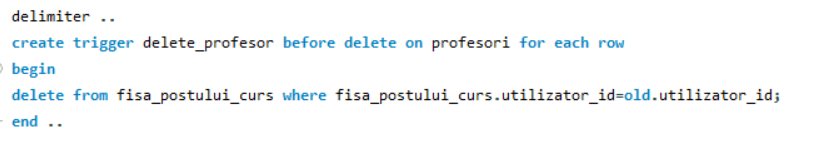 delimiter ..
create trigger delete_profesor before delete on profesori for each row
begin
delete from fisa_postului_curs where fisa_postului_curs.utilizator_id=old.utilizator_id;
end ..